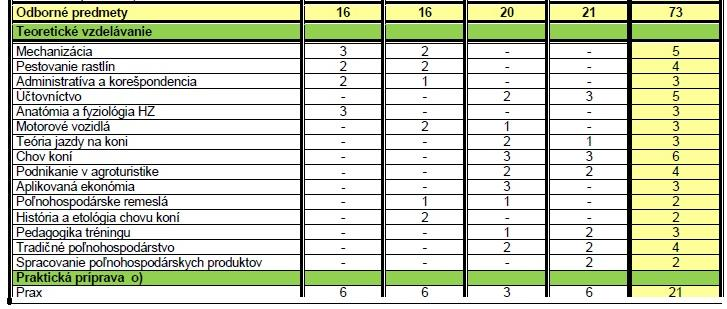 Odborné predmety 16 16 20 21 73
Teoretické vzdelávanie
Mechanizácia 3 2 - - 5
Pestovanie rastlín 2 2 - - 4
Administratíva a korešpondencia 2 1 - - 3
Účtovníctvo - - 2 3 5
Anatómia a fyziológia HZ 3 - - - 3
Motorové vozidlá - 2 1 - 3
Teória jazdy na koni - - 2 1 3
Chov koní - - 3 3 6
Podnikanie v agroturistike - - 2 2 4
Aplikovaná ekonómia - - 3 - 3
Poľnohospodárske remeslá - 1 1 - 2
História a etológia chovu koní - 2 - - 2
Pedagogika tréningu - - 1 2 3
Tradičné poľnohospodárstvo - - 2 2 4
Spracovanie poľnohospodárskych produktov - - - 2 2
Praktická príprava o)
Prax 6 6 3 6 21